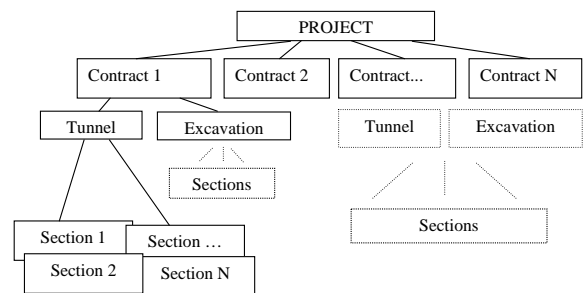 PROJECT
Contract 1
Contract 2
Contract...
Contract N
Tunnel
Excavation
Tunnel
Excavation
Sections
Sections
Section 1
Section …
Section 2
Section N